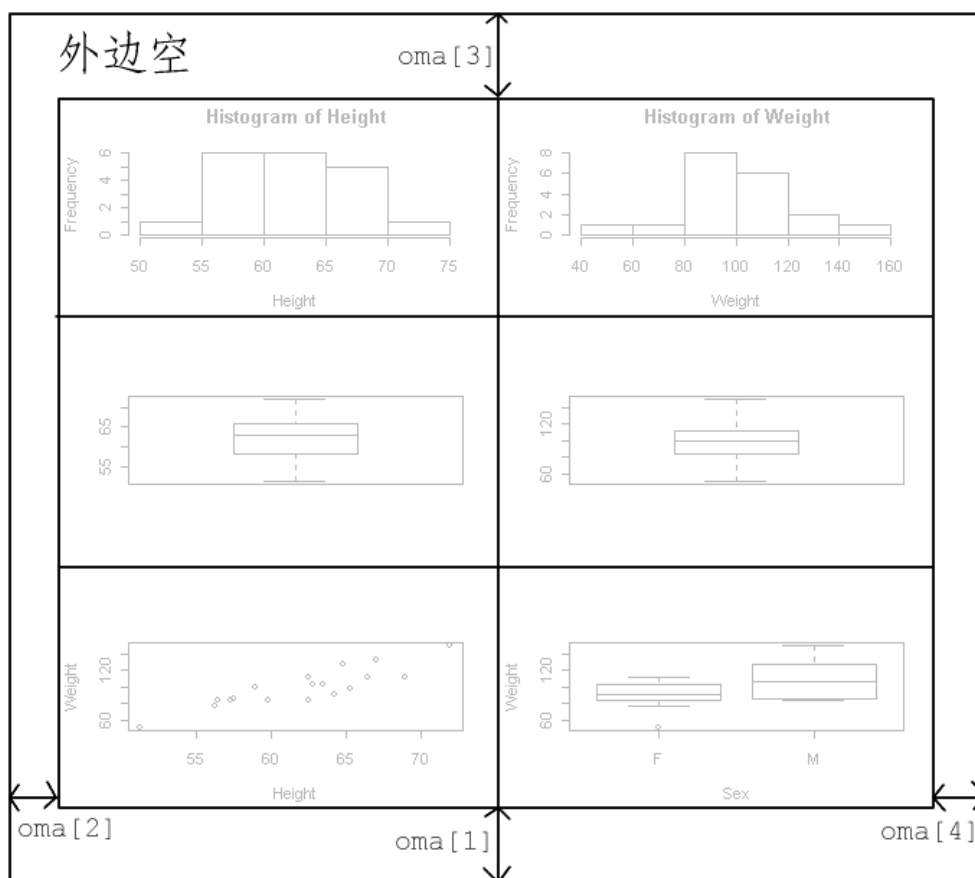 外边空
oma[3]
Histogram of Height
Frequency
0 2 4 6
50 55 60 65 70 75
Height
Histogram of Weight
Frequency
0 2 4 6 8
40 60 80 100 120 140 160
Weight
55 65
60 120
Weight
60 120
55 60 65 70
Height
Weight
60 120
F M
Sex
oma[2]
oma[1]
oma[4]